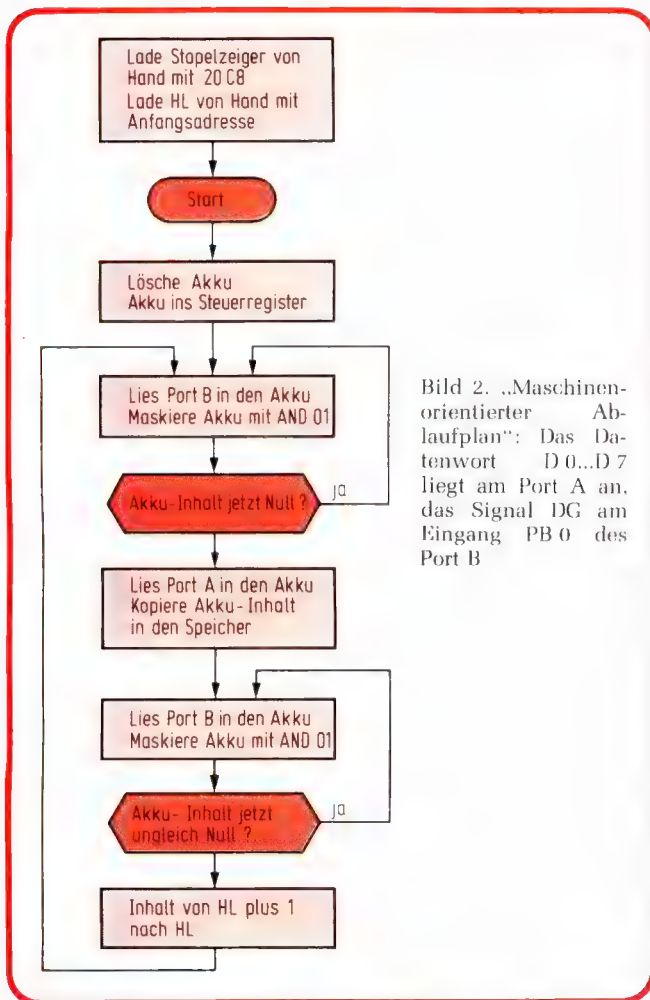 Lade Stapelzeiger von
Hand mit 20C8
Lade HL von Hand mit
Anfangsadresse
Start
Lösche Akku
Akku ins Steuerregister
Lies Port B in den Akku
Maskiere Akku mit AND 01
Akku-Inhalt jetzt Null ?
ja
Lies Port A in den Akku
Kopiere Akku-Inhalt
in den Speicher
Lies Port B in den Akku
Maskiere Akku mit AND 01
Akku-Inhalt jetzt
ungleich Null ?
ja
Inhalt von HL plus 1
nach HL
Bild 2. „Maschinen-
orientierter Ab-
laufplan“: Das Da-
tenwort D 0...D 7
liegt am Port A an,
das Signal DG am
Eingang PB 0 des
Port B